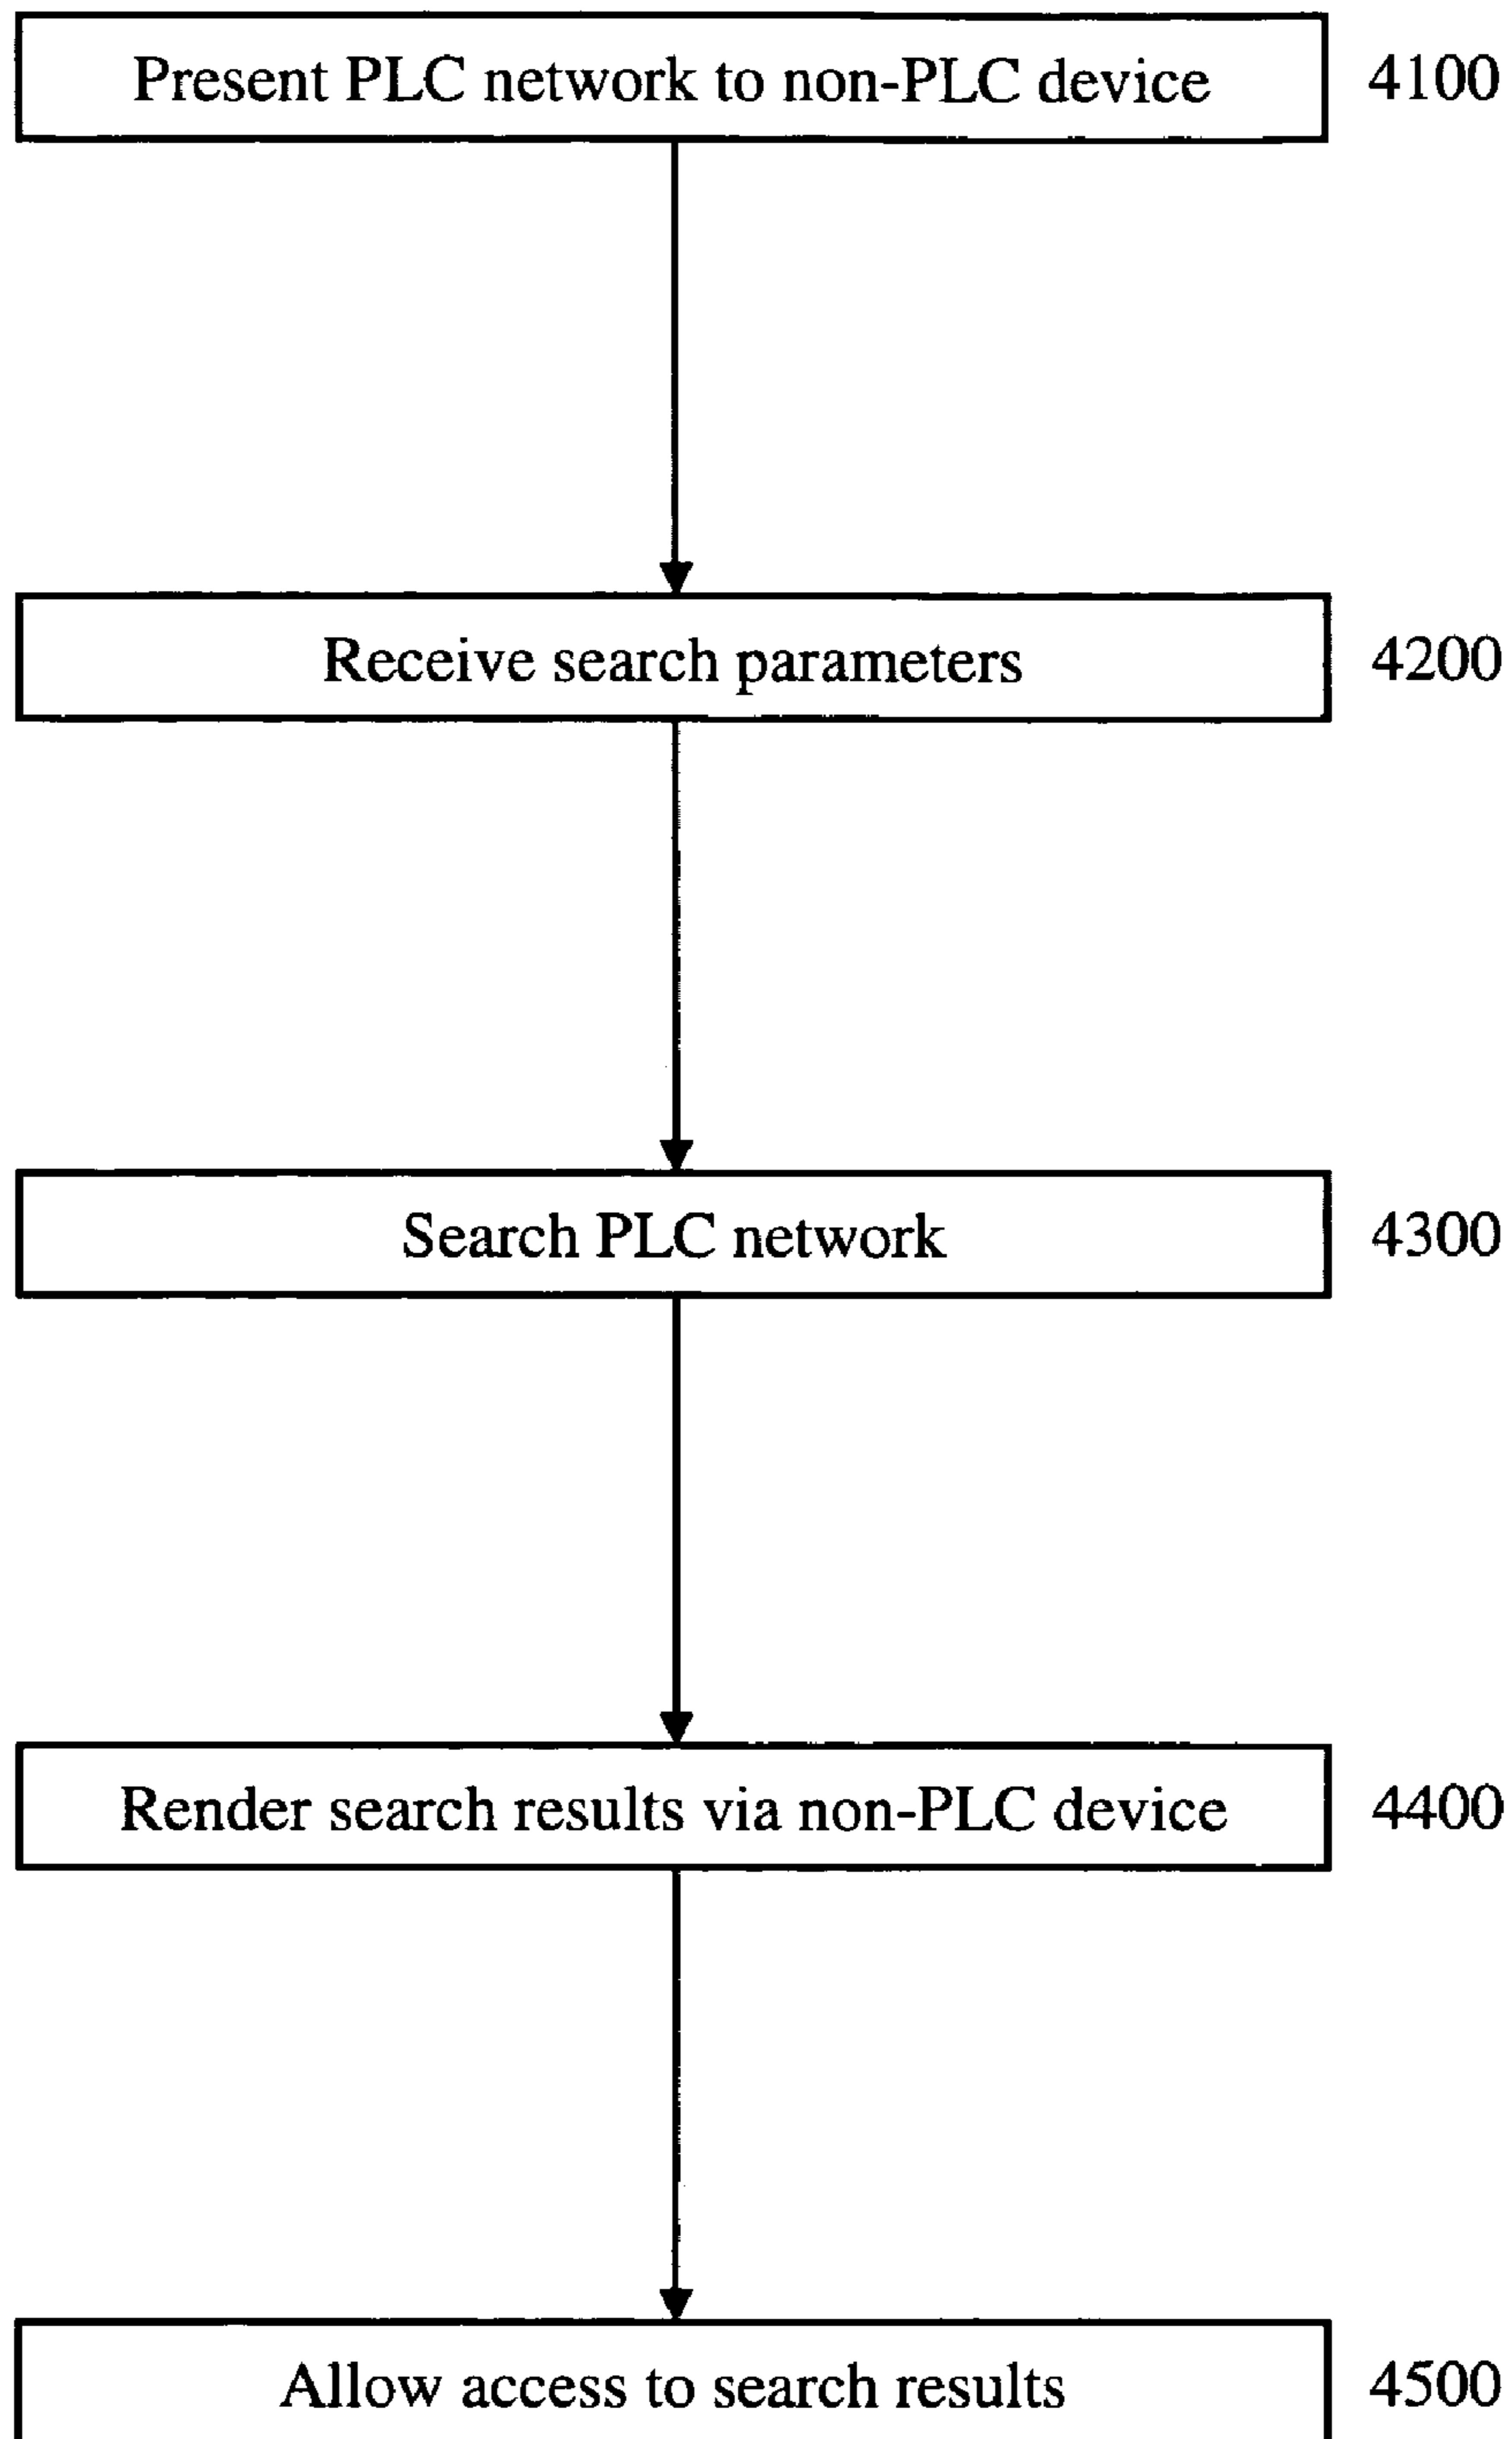 Present PLC network to non-PLC device 4100
Receive search parameters 4200
Search PLC network 4300
Render search results via non-PLC device 4400
Allow access to search results 4500